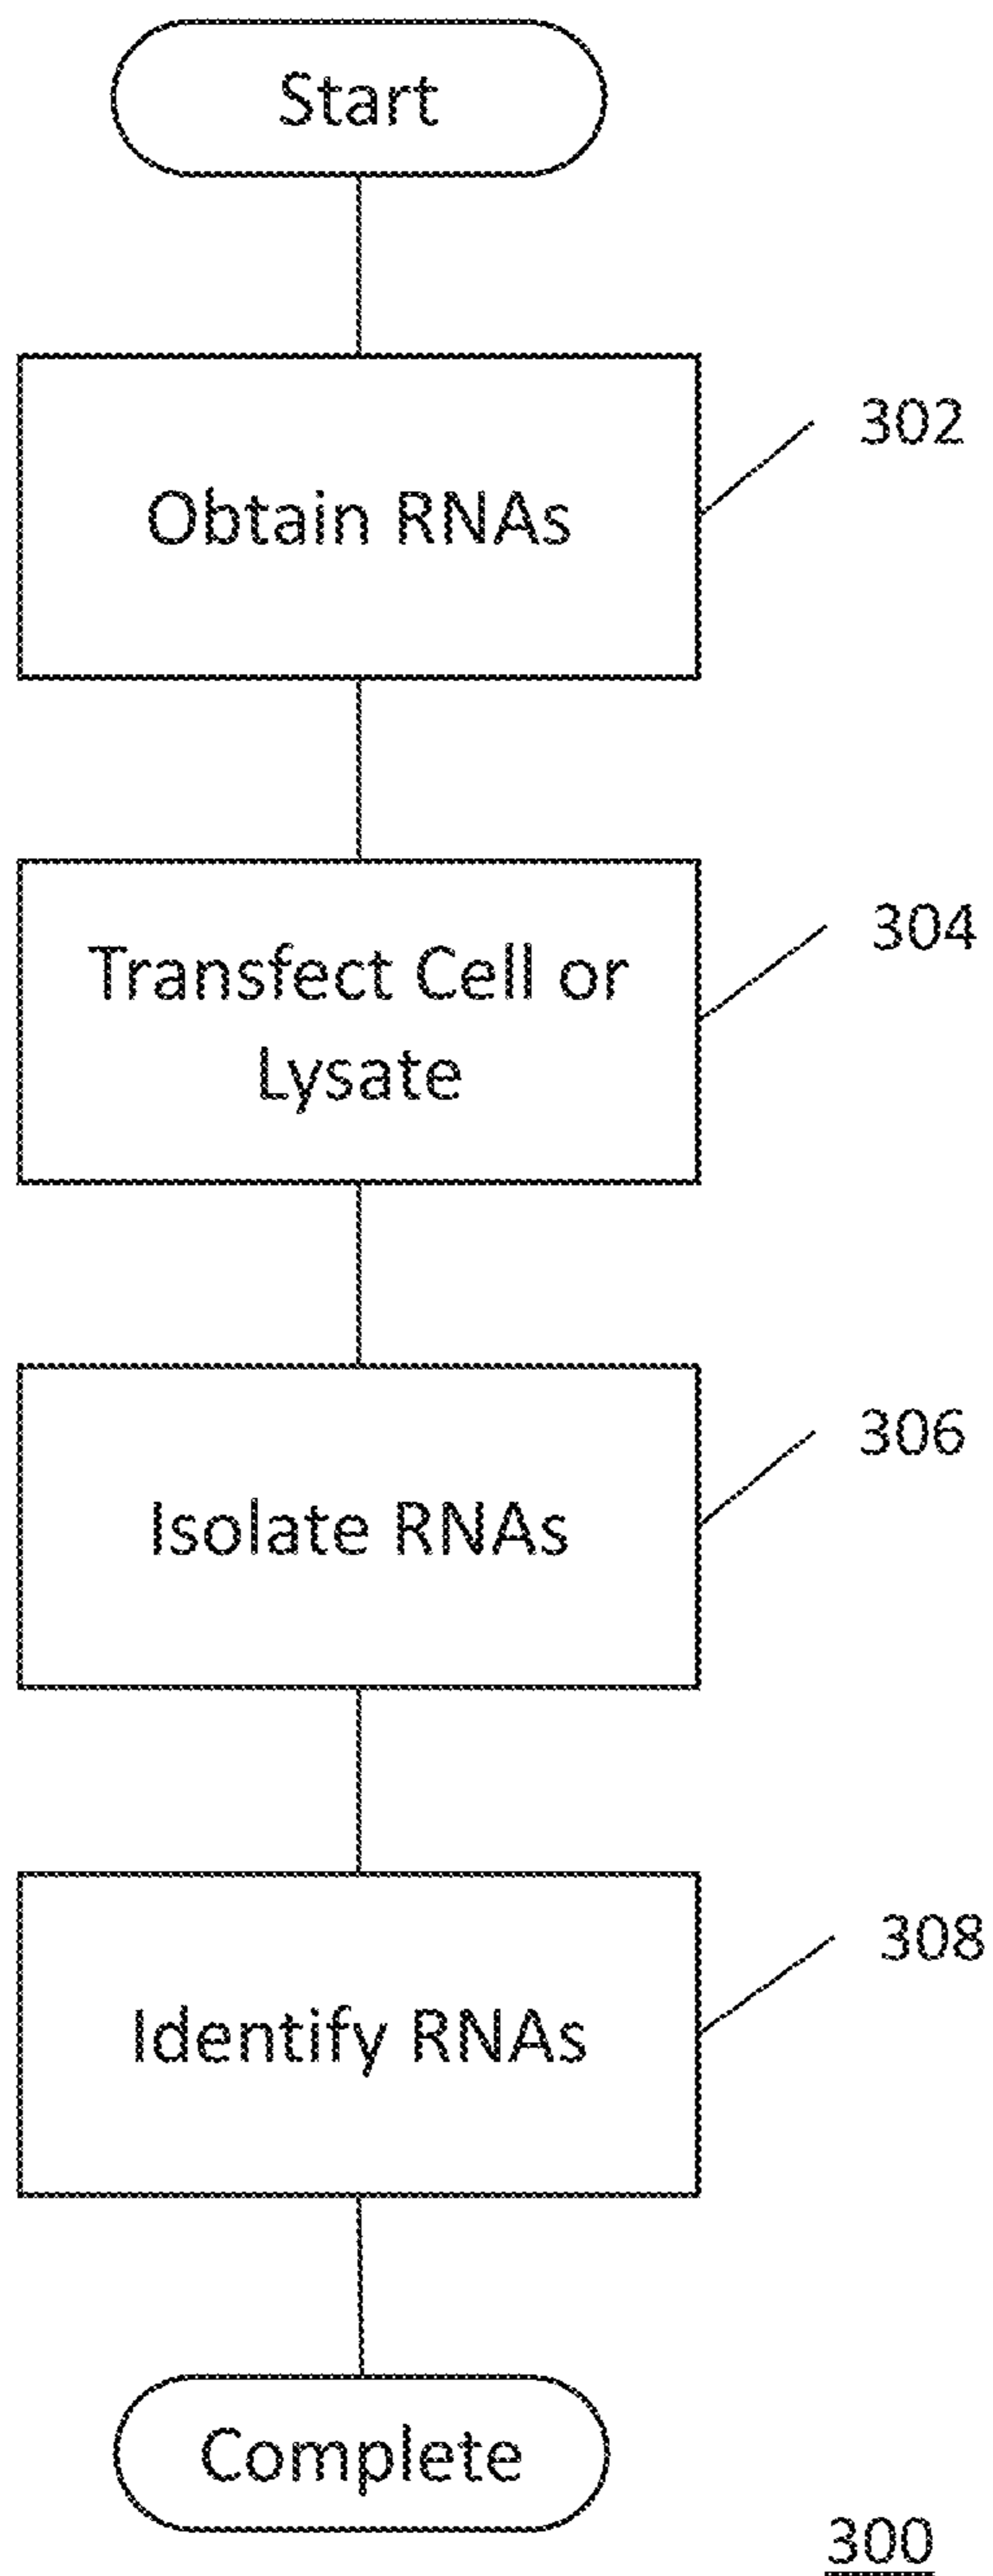 Start
302
Obtain RNAs
304
Transfect Cell or
Lysate
306
Isolate RNAs
308
Identify RNAs
Complete
300